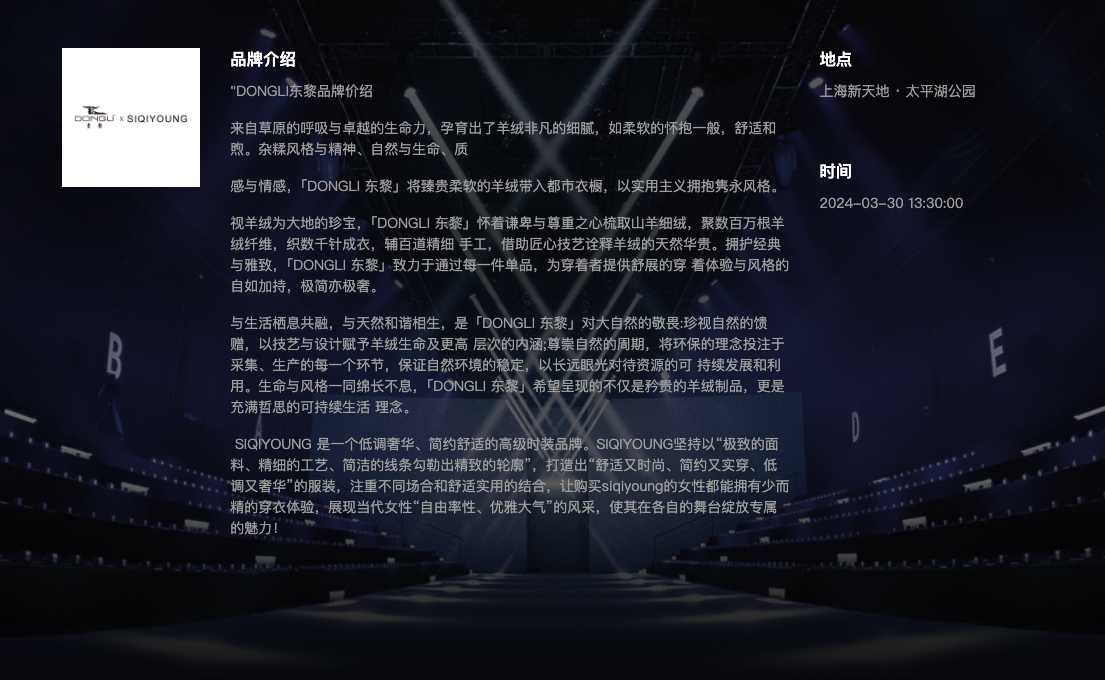 DONGLI x SIQIYOUNG
东黎
品牌介绍
"DONGLI东黎品牌价绍
来自草原的呼吸与卓越的生命力，孕育出了羊绒非凡的细腻，如柔软的怀抱一般，舒适和
煦。杂糅风格与精神、自然与生命、质
感与情感，「DONGLI 东黎」将臻贵柔软的羊绒带入都市衣橱，以实用主义拥抱隽永风格。
视羊绒为大地的珍宝，「DONGLI 东黎」怀着谦卑与尊重之心梳取山羊细绒，聚数百万根羊
绒纤维，织数千针成衣，辅百道精细 手工，借助匠心技艺诠释羊绒的天然华贵。拥护经典
与雅致，「DONGLI 东黎」致力于通过每一件单品，为穿着者提供舒展的穿 着体验与风格的
自如加持，极简亦极奢。
与生活栖息共融，与天然和谐相生，是「DONGLI 东黎」对大自然的敬畏:珍视自然的馈
赠，以技艺与设计赋予羊绒生命及更高 层次的内涵;尊崇自然的周期，将环保的理念投注于
采集、生产的每一个环节，保证自然环境的稳定，以长远眼光对待资源的可 持续发展和利
用。生命与风格一同绵长不息，「DONGLI 东黎」希望呈现的不仅是矜贵的羊绒制品，更是
充满哲思的可持续生活 理念。
SIQIYOUNG 是一个低调奢华、简约舒适的高级时装品牌。SIQIYOUNG坚持以“极致的面
料、精细的工艺、简洁的线条勾勒出精致的轮廓”，打造出“舒适又时尚、简约又实穿、低
调又奢华”的服装，注重不同场合和舒适实用的结合，让购买siqiyoung的女性都能拥有少而
精的穿衣体验，展现当代女性“自由率性、优雅大气”的风采，使其在各自的舞台绽放专属
的魅力！
地点
上海新天地·太平湖公园
时间
2024-03-30 13:30:00
B
E
A
D